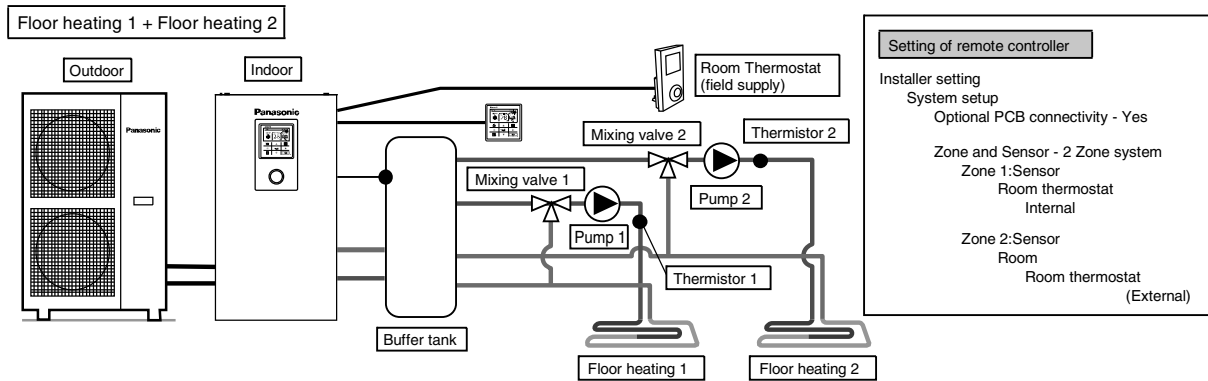 Floor heating 1 + Floor heating 2
Outdoor
Indoor
Panasonic
Panasonic
Room Thermostat
(field supply)
Mixing valve 2
Thermistor 2
Mixing valve 1
Pump 2
Pump 1
Thermistor 1
Buffer tank
Floor heating 1
Floor heating 2
Setting of remote controller
Installer setting
System setup
Optional PCB connectivity - Yes
Zone and Sensor - 2 Zone system
Zone 1:Sensor
Room thermostat
Internal
Zone 2:Sensor
Room
Room thermostat
(External)